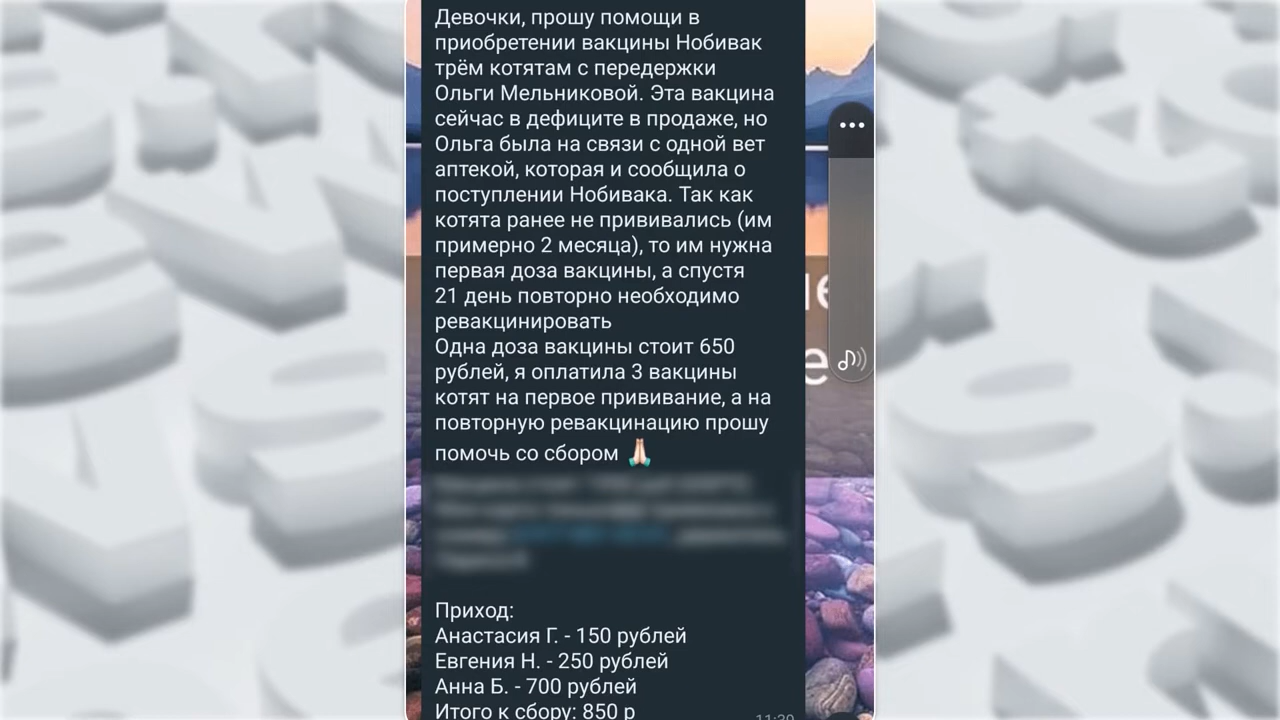 Девочки, прошу помощи в
приобретении вакцины Нобивак
трём котятам с передержки
Ольги Мельниковой. Эта вакцина
сейчас в дефиците в продаже, но
Ольга была на связи с одной вет
аптекой, которая и сообщила о
поступлении Нобивака. Так как
котята ранее не прививались (им
примерно 2 месяца), то им нужна
первая доза вакцины, а спустя
21 день повторно необходимо
ревакцинировать
Одна доза вакцины стоит 650
рублей, я оплатила 3 вакцины
котят на первое прививание, а на
повторную ревакцинацию прошу
помочь со сбором 🙏🏻
Приход:
Анастасия Г. - 150 рублей
Евгения Н. - 250 рублей
Анна Б. - 700 рублей
Итого к сбору: 850 р